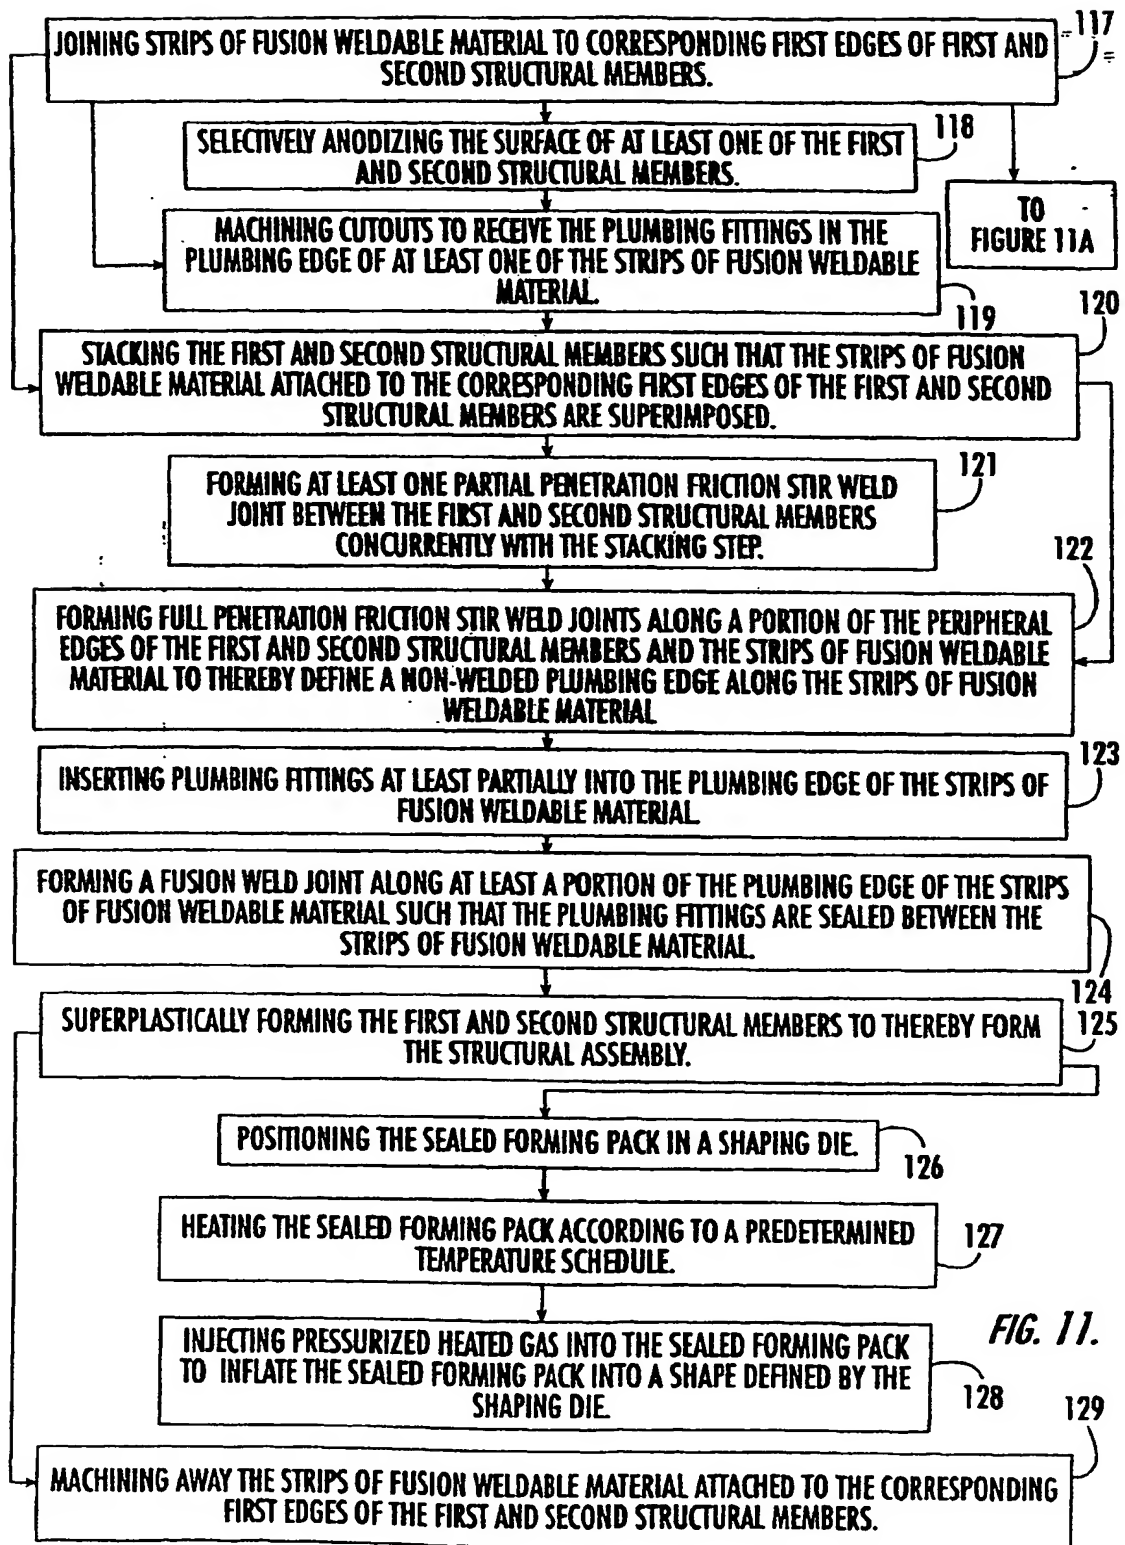 117
JOINING STRIPS OF FUSION WELDABLE MATERIAL TO CORRESPONDING FIRST EDGES OF FIRST AND
SECOND STRUCTURAL MEMBERS.
118
SELECTIVELY ANODIZING THE SURFACE OF AT LEAST ONE OF THE FIRST
AND SECOND STRUCTURAL MEMBERS.
TO
FIGURE 11A
MACHINING CUTOUTS TO RECEIVE THE PLUMBING FITTINGS IN THE
PLUMBING EDGE OF AT LEAST ONE OF THE STRIPS OF FUSION WELDABLE
MATERIAL.
119
120
STACKING THE FIRST AND SECOND STRUCTURAL MEMBERS SUCH THAT THE STRIPS OF FUSION
WELDABLE MATERIAL ATTACHED TO THE CORRESPONDING FIRST EDGES OF THE FIRST AND SECOND
STRUCTURAL MEMBERS ARE SUPERIMPOSED.
121
FORMING AT LEAST ONE PARTIAL PENETRATION FRICTION STIR WELD
JOINT BETWEEN THE FIRST AND SECOND STRUCTURAL MEMBERS
CONCURRENTLY WITH THE STACKING STEP.
122
FORMING FULL PENETRATION FRICTION STIR WELD JOINTS ALONG A PORTION OF THE PERIPHERAL
EDGES OF THE FIRST AND SECOND STRUCTURAL MEMBERS AND THE STRIPS OF FUSION WELDABLE
MATERIAL TO THEREBY DEFINE A NON-WELDED PLUMBING EDGE ALONG THE STRIPS OF FUSION
WELDABLE MATERIAL
123
INSERTING PLUMBING FITTINGS AT LEAST PARTIALLY INTO THE PLUMBING EDGE OF THE STRIPS OF
FUSION WELDABLE MATERIAL.
FORMING A FUSION WELD JOINT ALONG AT LEAST A PORTION OF THE PLUMBING EDGE OF THE STRIPS
OF FUSION WELDABLE MATERIAL SUCH THAT THE PLUMBING FITTINGS ARE SEALED BETWEEN THE
STRIPS OF FUSION WELDABLE MATERIAL.
124
SUPERPLASTICALLY FORMING THE FIRST AND SECOND STRUCTURAL MEMBERS TO THEREBY FORM
THE STRUCTURAL ASSEMBLY.
125
POSITIONING THE SEALED FORMING PACK IN A SHAPING DIE.
126
HEATING THE SEALED FORMING PACK ACCORDING TO A PREDETERMINED
TEMPERATURE SCHEDULE.
127
INJECTING PRESSURIZED HEATED GAS INTO THE SEALED FORMING PACK
TO INFLATE THE SEALED FORMING PACK INTO A SHAPE DEFINED BY THE
SHAPING DIE.
128
FIG. 11.
129
MACHINING AWAY THE STRIPS OF FUSION WELDABLE MATERIAL ATTACHED TO THE CORRESPONDING
FIRST EDGES OF THE FIRST AND SECOND STRUCTURAL MEMBERS.